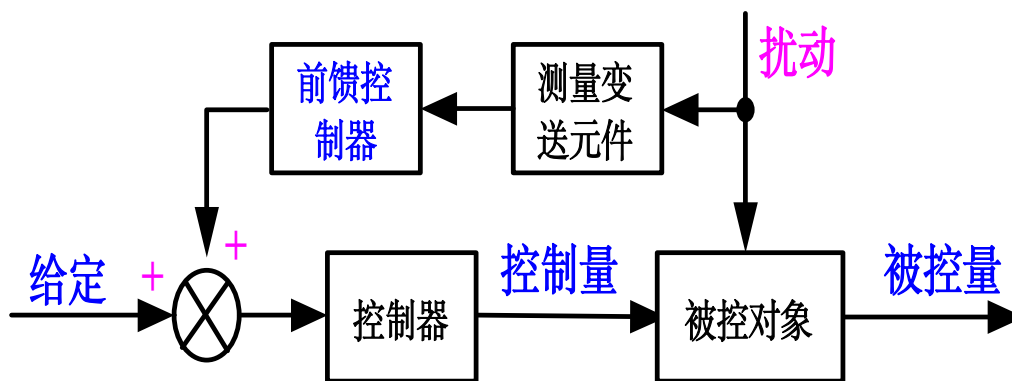 扰动
前馈控
制器
测量变
送元件
+
+
给定
控制器
控制量
被控对象
被控量